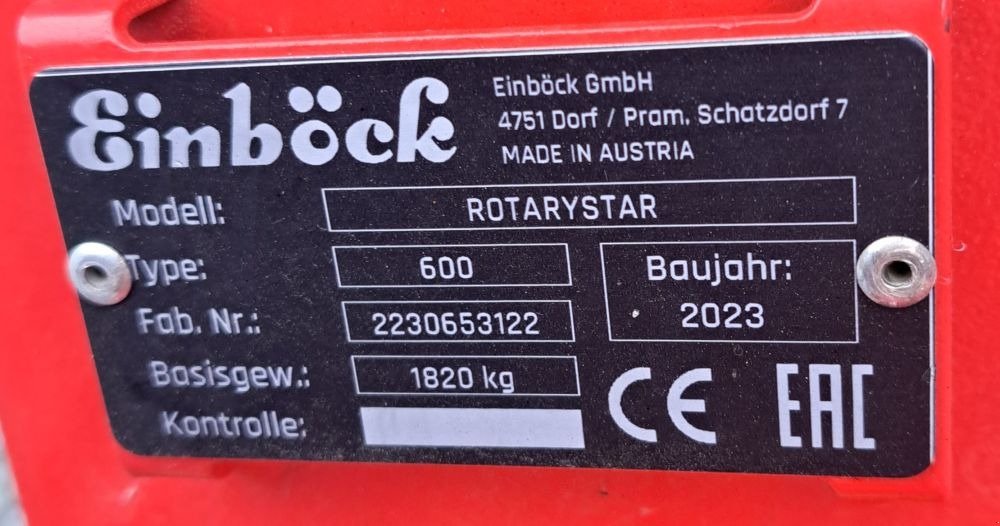 Einböck
Einböck GmbH
4751 Dorf / Pram, Schatzdorf 7
MADE IN AUSTRIA
Modell: ROTARYSTAR
Type: 600
Baujahr:
2023
Fab. Nr.: 2230653122
Basisgew.: 1820 kg
Kontrolle:
CE
EAC